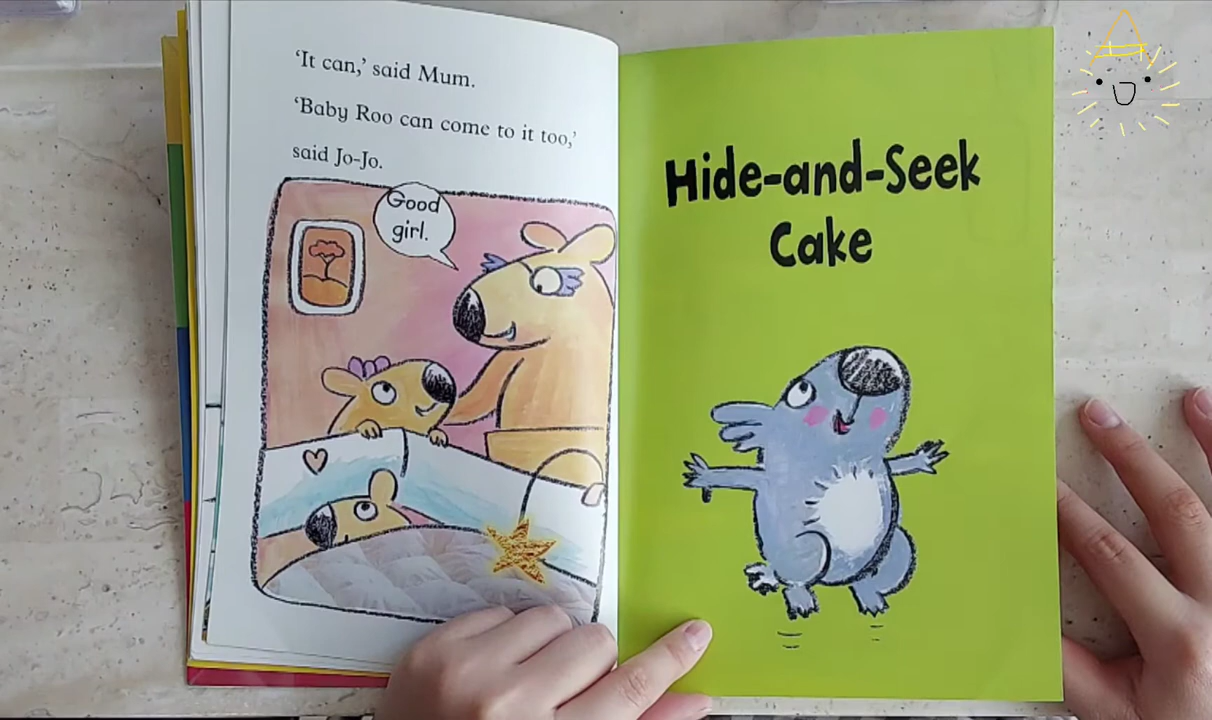 ‘It can,’ said Mum.
‘Baby Roo can come to it too,’
said Jo-Jo.
Good
girl.
Hide-and-Seek
Cake